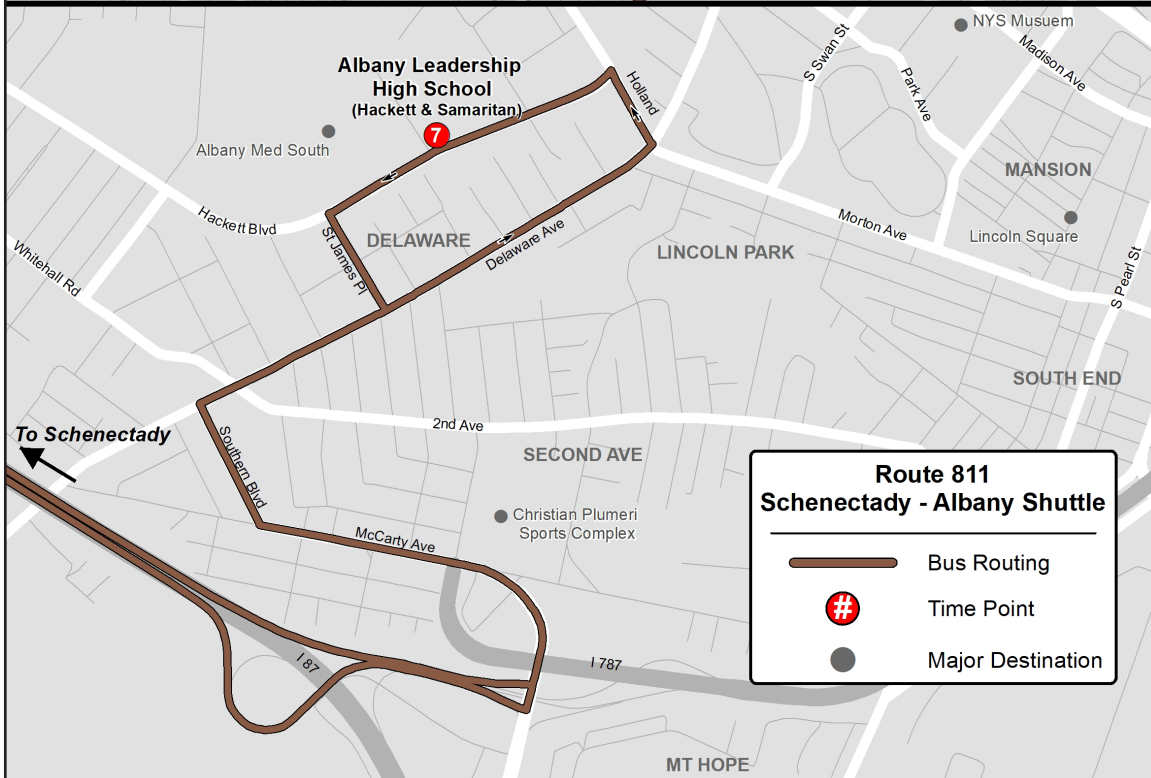 NYS Musuem
Madison Ave
S Swan St
Park Ave
Albany Leadership
High School
(Hackett & Samaritan)
7
Holland
Albany Med South
MANSION
Hackett Blvd
St James Pl
DELAWARE
Delaware Ave
LINCOLN PARK
Morton Ave
Lincoln Square
Whitehall Rd
S Pearl St
SOUTH END
To Schenectady
Southern Blvd
2nd Ave
SECOND AVE
Christian Plumeri
Sports Complex
McCarty Ave
I 87
I 787
MT HOPE
Route 811
Schenectady - Albany Shuttle
Bus Routing
# Time Point
Major Destination